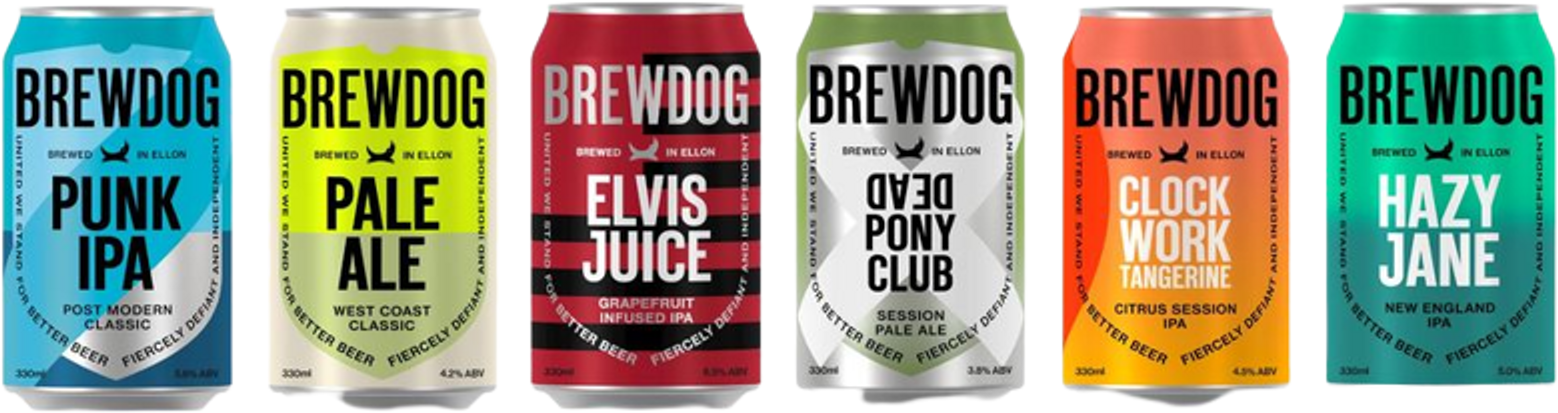 BREWDOG
BREWED IN ELLON
PUNK
IPA
POST MODERN
CLASSIC
UNITED WE STAND FOR BETTER BEER
FIERCELY DEFIANT AND INDEPENDENT
330ml
5.6% ABV
BREWDOG
BREWED IN ELLON
PALE
ALE
WEST COAST
CLASSIC
UNITED WE STAND FOR BETTER BEER
FIERCELY DEFIANT AND INDEPENDENT
330ml
4.2% ABV
BREWDOG
BREWED IN ELLON
ELVIS
JUICE
GRAPEFRUIT
INFUSED IPA
UNITED WE STAND FOR BETTER BEER
FIERCELY DEFIANT AND INDEPENDENT
330ml
6.5% ABV
BREWDOG
BREWED IN ELLON
DEAD
PONY
CLUB
SESSION
PALE ALE
UNITED WE STAND FOR BETTER BEER
FIERCELY DEFIANT AND INDEPENDENT
330ml
3.8% ABV
BREWDOG
BREWED IN ELLON
CLOCK
WORK
TANGERINE
CITRUS SESSION
IPA
UNITED WE STAND FOR BETTER BEER
FIERCELY DEFIANT AND INDEPENDENT
330ml
4.5% ABV
BREWDOG
BREWED IN ELLON
HAZY
JANE
NEW ENGLAND
IPA
UNITED WE STAND FOR BETTER BEER
FIERCELY DEFIANT AND INDEPENDENT
330ml
5.0% ABV